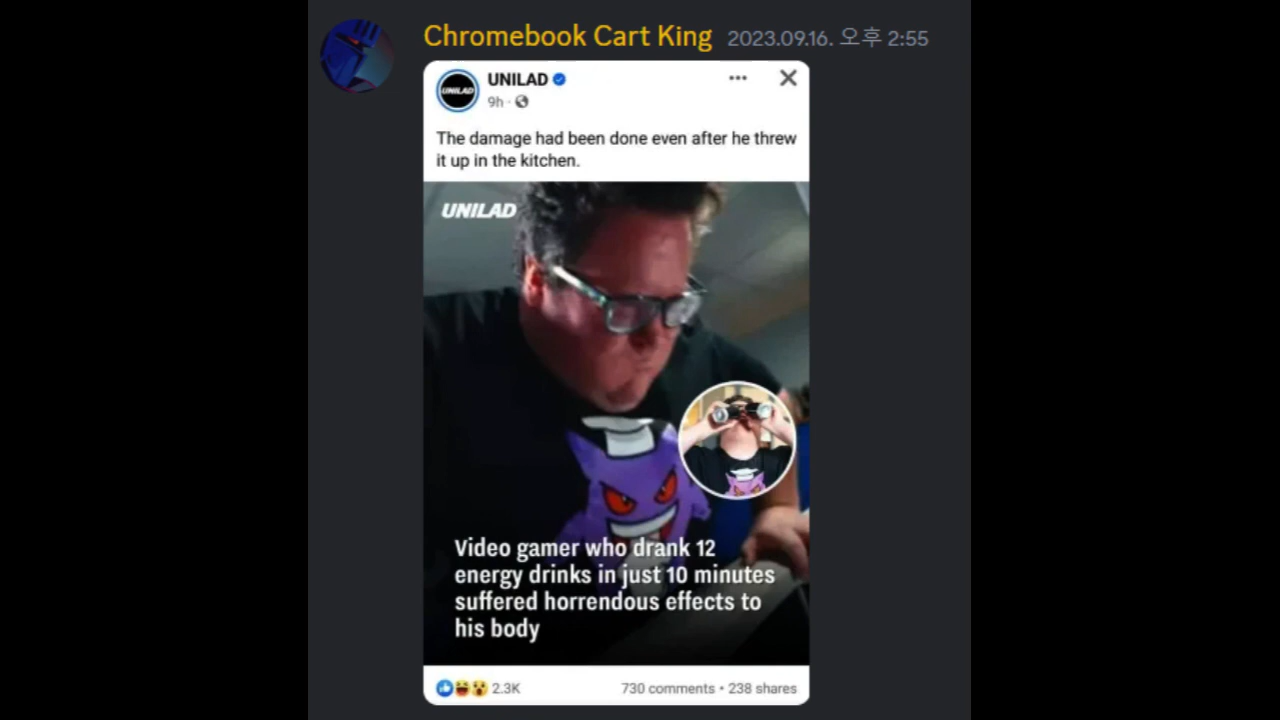 Chromebook Cart King 2023.09.16. 오후 2:55
UNILAD
UNILAD
9h ·
The damage had been done even after he threw
it up in the kitchen.
UNILAD
Video gamer who drank 12
energy drinks in just 10 minutes
suffered horrendous effects to
his body
2.3K 730 comments • 238 shares